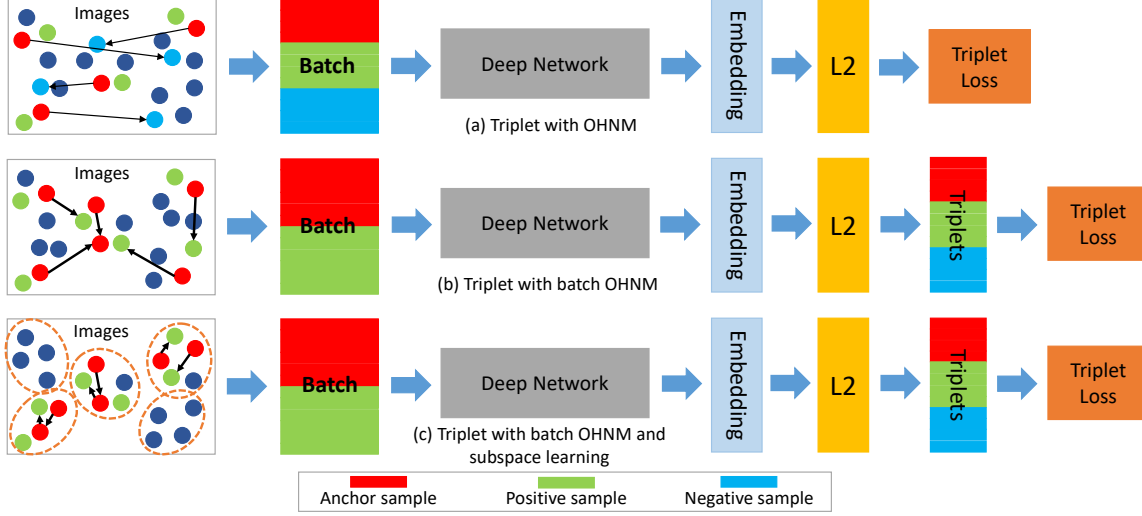 Images
Batch
Deep Network
Embedding
L2
Triplet
Loss
(a) Triplet with OHNM
Images
Batch
Deep Network
Embedding
L2
Triplets
Triplet
Loss
(b) Triplet with batch OHNM
Images
Batch
Deep Network
Embedding
L2
Triplets
Triplet
Loss
(c) Triplet with batch OHNM and
subspace learning
Anchor sample
Positive sample
Negative sample